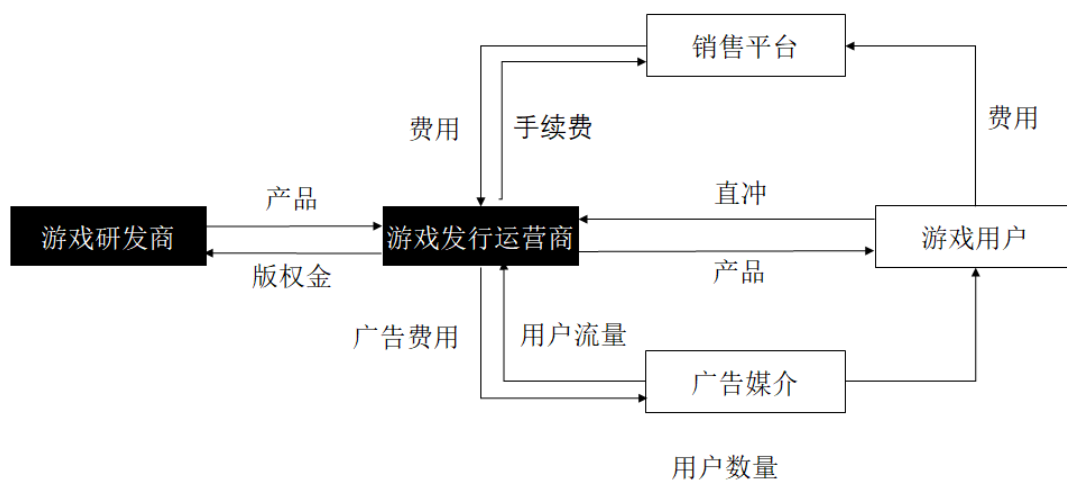 销售平台
费用
手续费
费用
产品
直冲
游戏研发商
游戏发行运营商
游戏用户
版权金
产品
广告费用
用户流量
广告媒介
用户数量